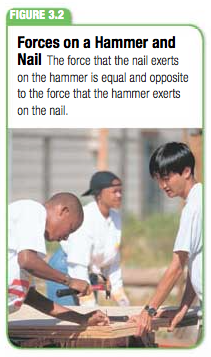 FIGURE 3.2
Forces on a Hammer and
Nail The force that the nail exerts
on the hammer is equal and opposite
to the force that the hammer exerts
on the nail.